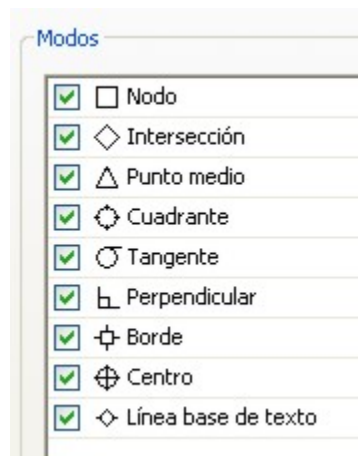 Modos
Nodo
Intersección
Punto medio
Cuadrante
Tangente
Perpendicular
Borde
Centro
Línea base de texto